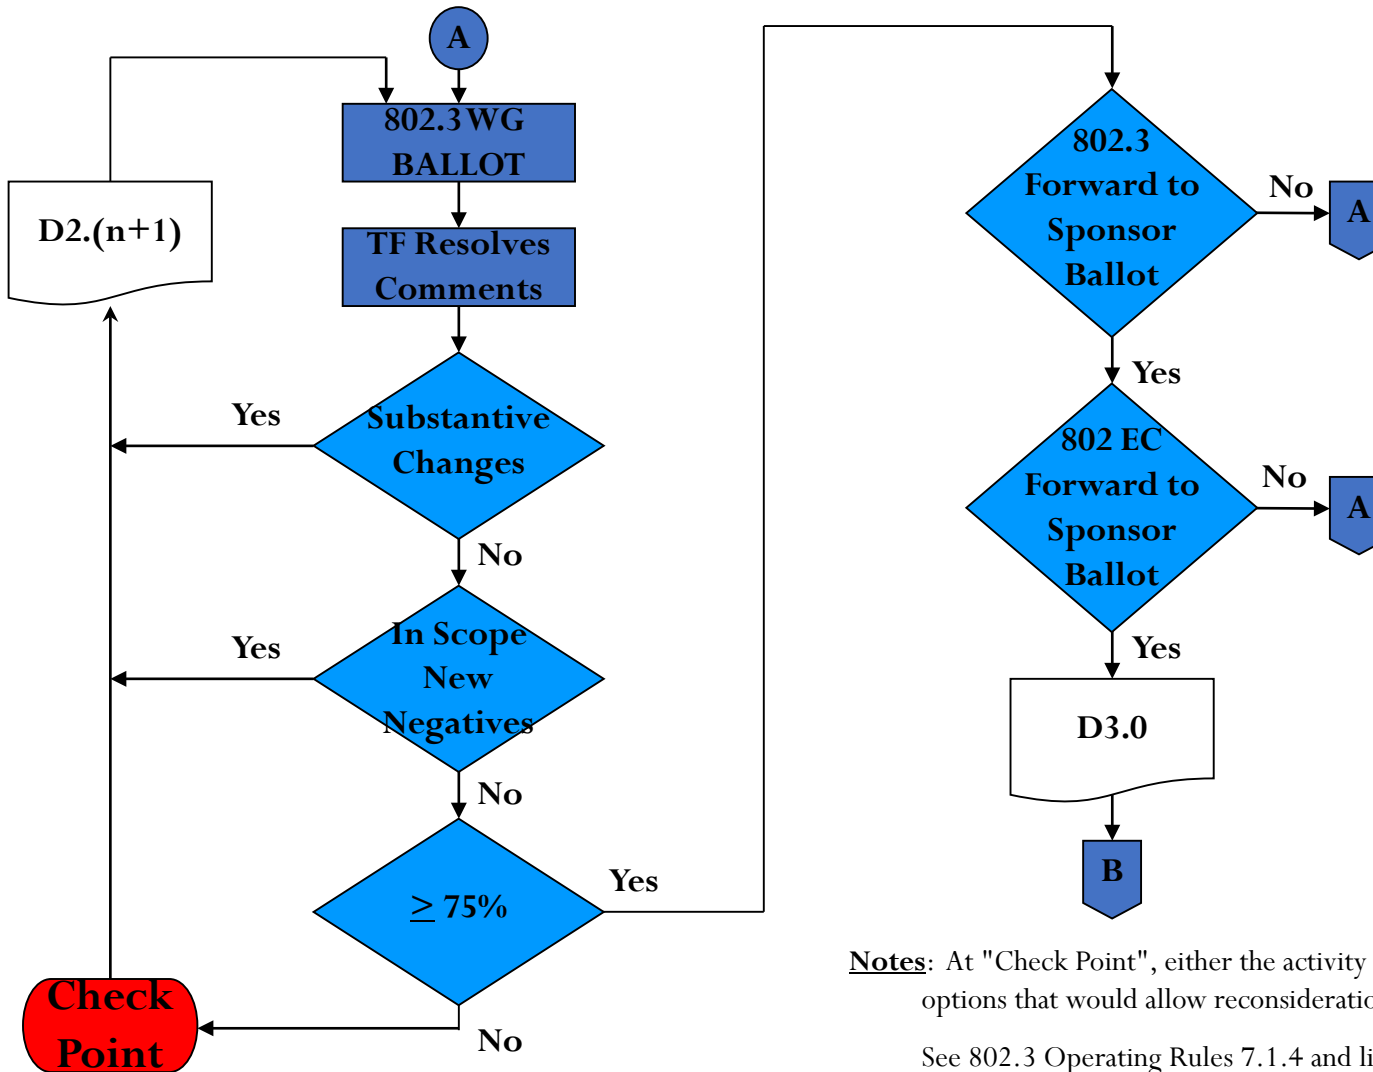 A
802.3 WG
BALLOT
D2.(n+1)
TF Resolves
Comments
Yes
Substantive
Changes
No
Yes
In Scope
New
Negatives
No
≥ 75%
Yes
No
Check
Point
802.3
Forward to
Sponsor
Ballot
No
A
Yes
802 EC
Forward to
Sponsor
Ballot
No
A
Yes
D3.0
B
Notes: At "Check Point", either the activity
options that would allow
See 802.3 Operating Rules 7.1.4 and